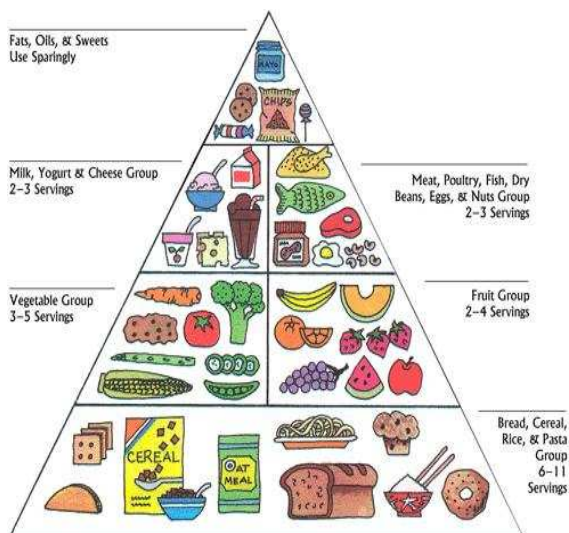 Fats, Oils, & Sweets
Use Sparingly
MAYO
CHIPS
Milk, Yogurt & Cheese Group
2–3 Servings
Meat, Poultry, Fish, Dry
Beans, Eggs, & Nuts Group
2–3 Servings
Vegetable Group
3–5 Servings
Fruit Group
2–4 Servings
Bread, Cereal,
Rice, & Pasta
Group
6–11
Servings
CEREAL
OAT
MEAL